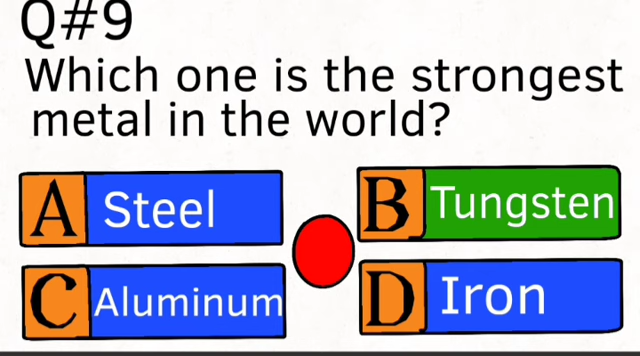 Q#9
Which one is the strongest
metal in the world?
A Steel
B Tungsten
C Aluminum
D Iron